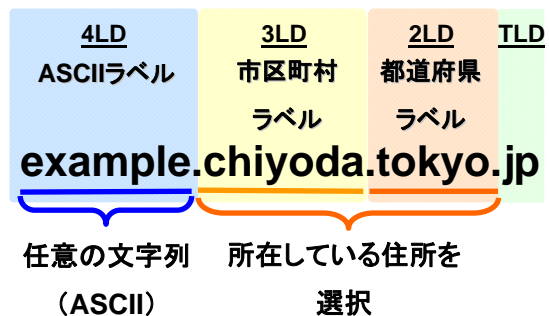 4LD 3LD 2LD TLD
ASCIIラベル 市区町村 都道府県
ラベル ラベル
example.chiyoda.tokyo.jp
任意の文字列 所在している住所を
（ASCII） 選択